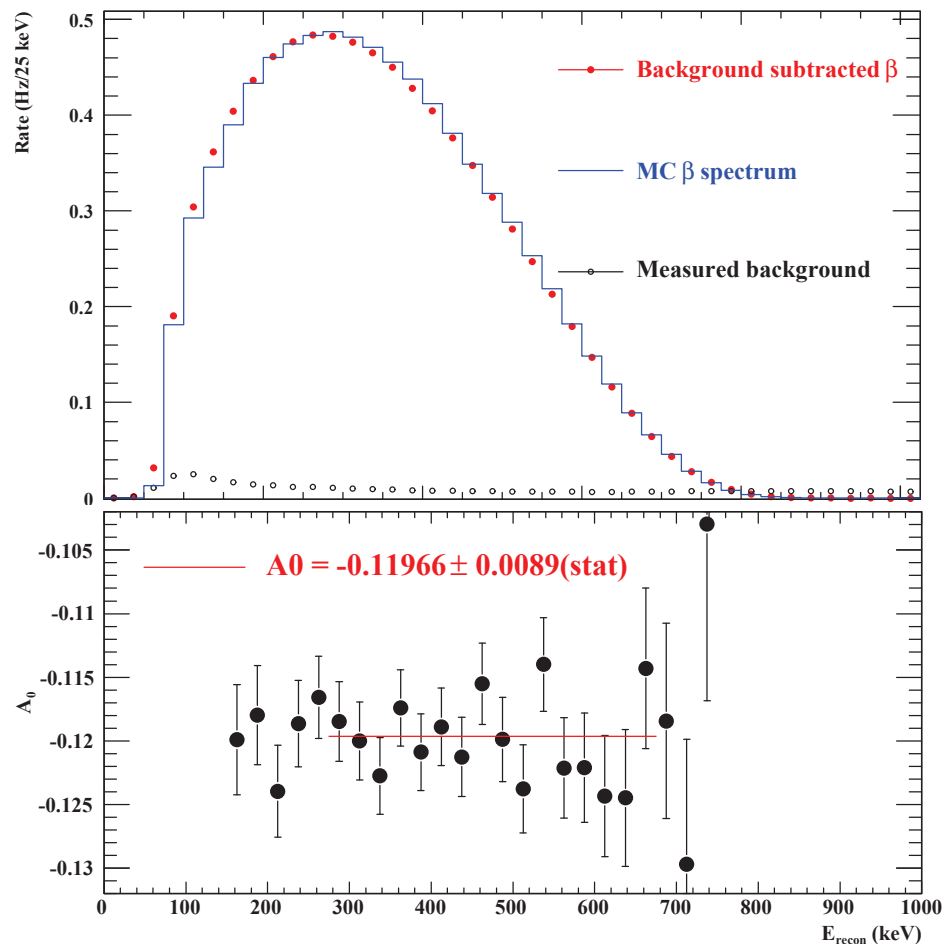 Rate (Hz/25 keV)
0.5
0.4
0.3
0.2
0.1
0
Background subtracted β
MC β spectrum
Measured background
A0 = -0.11966 ± 0.0089(stat)
A₀
-0.105
-0.11
-0.115
-0.12
-0.125
-0.13
0 100 200 300 400 500 600 700 800 900 1000
E_recon (keV)